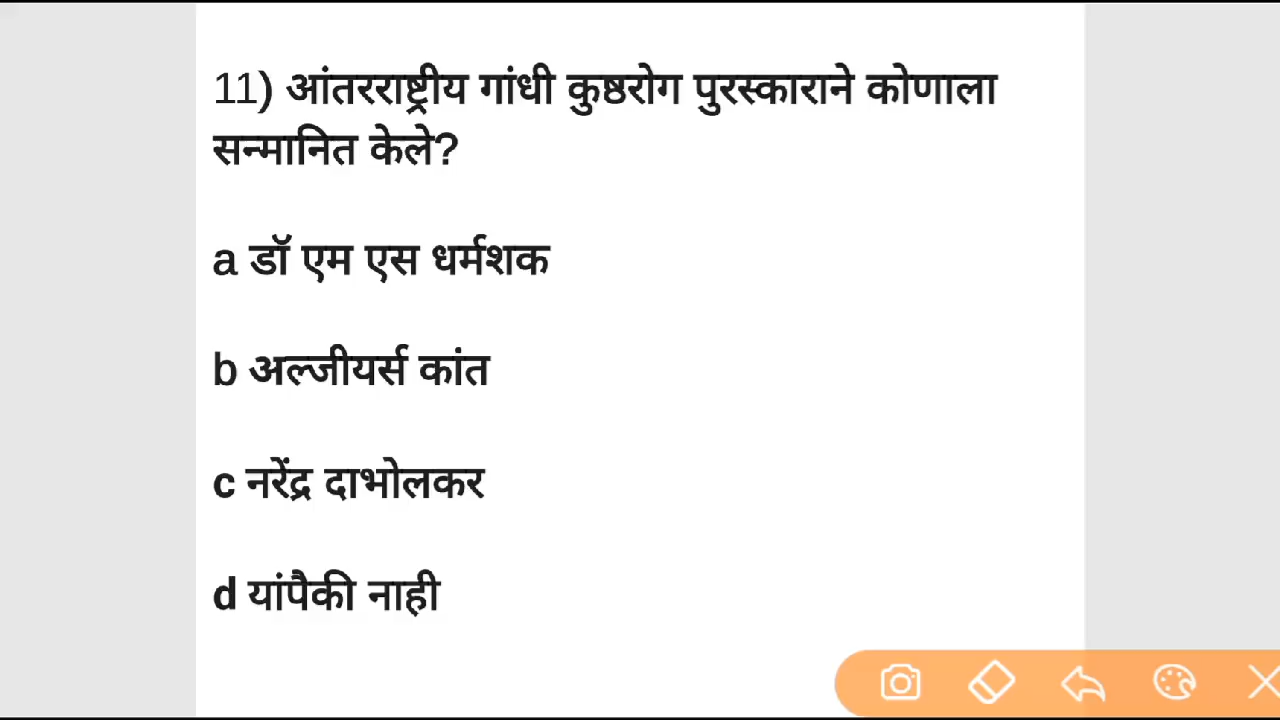 11) आंतरराष्ट्रीय गांधी कुष्ठरोग पुरस्काराने कोणाला
सन्मानित केले?
a डॉ एम एस धर्मशक
b अल्जीयर्स कांत
c नरेंद्र दाभोलकर
d यांपैकी नाही